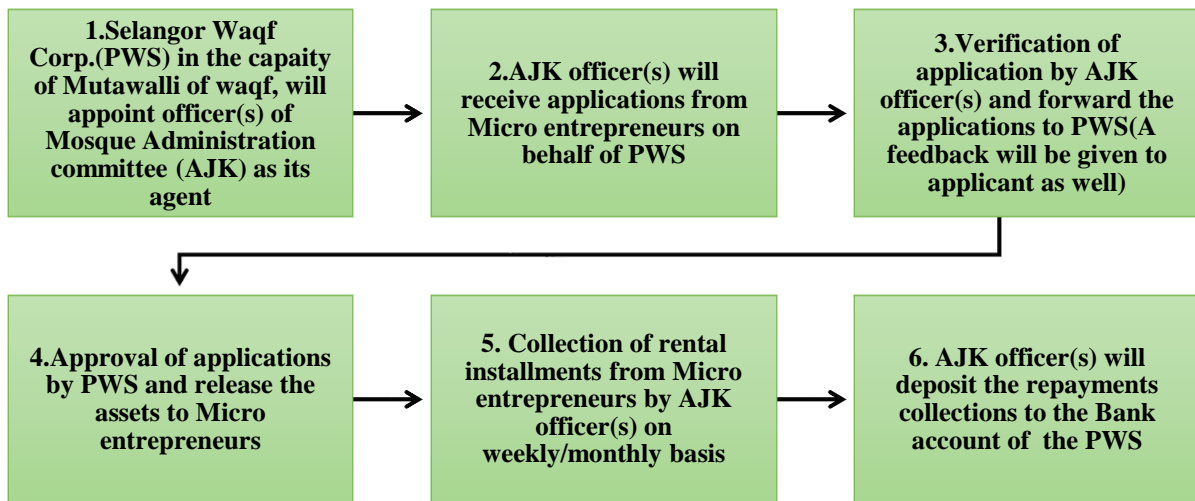 1.Selangor Waqf
Corp.(PWS) in the capaity
of Mutawalli of waqf, will
appoint officer(s) of
Mosque Administration
committee (AJK) as its
agent
2.AJK officer(s) will
receive applications from
Micro entrepreneurs on
behalf of PWS
3.Verification of
application by AJK
officer(s) and forward the
applications to PWS(A
feedback will be given to
applicant as well)
4.Approval of applications
by PWS and release the
assets to Micro
entrepreneurs
5. Collection of rental
installments from Micro
entrepreneurs by AJK
officer(s) on
weekly/monthly basis
6. AJK officer(s) will
deposit the repayments
collections to the Bank
account of the PWS